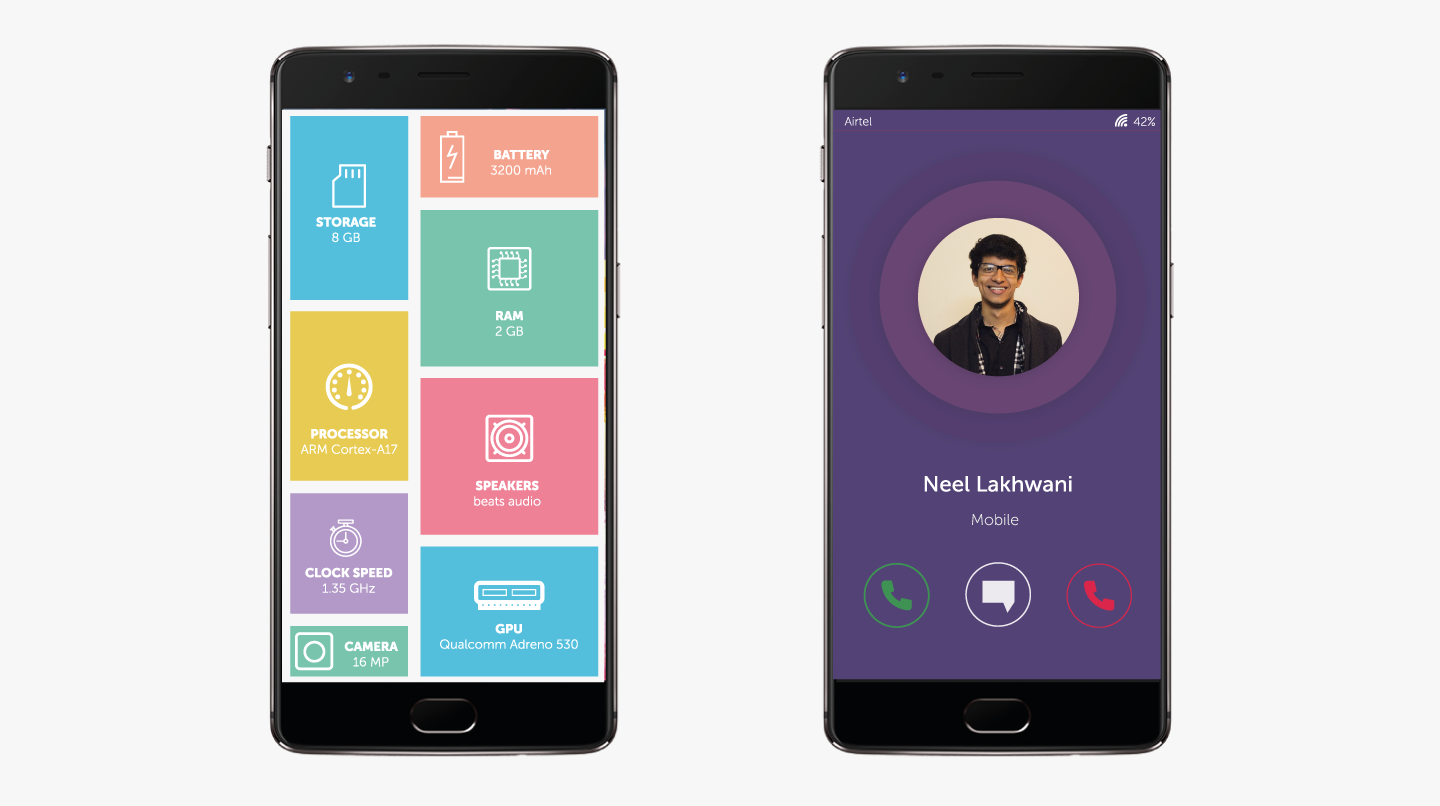 STORAGE
8 GB
PROCESSOR
ARM Cortex-A17
CLOCK SPEED
1.35 GHz
CAMERA
16 MP
BATTERY
3200 mAh
RAM
2 GB
SPEAKERS
beats audio
GPU
Qualcomm Adreno 530
Airtel
42%
Neel Lakhwani
Mobile